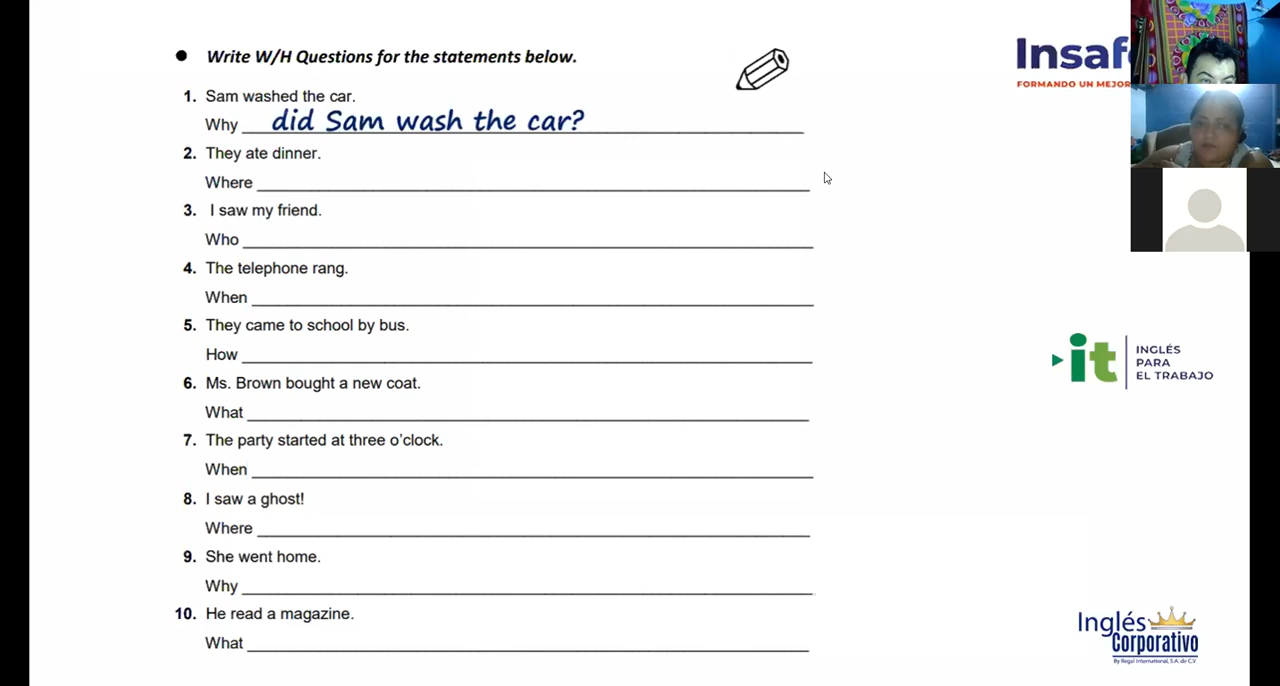 ● Write W/H Questions for the statements below.
1. Sam washed the car.
Why did Sam wash the car?
2. They ate dinner.
Where
3. I saw my friend.
Who
4. The telephone rang.
When
5. They came to school by bus.
How
6. Ms. Brown bought a new coat.
What
7. The party started at three o’clock.
When
8. I saw a ghost!
Where
9. She went home.
Why
10. He read a magazine.
What
Insaf
FORMANDO UN MEJOR
it
INGLÉS
PARA
EL TRABAJO
Inglés
Corporativo
By Regal International, S.A. de C.V.